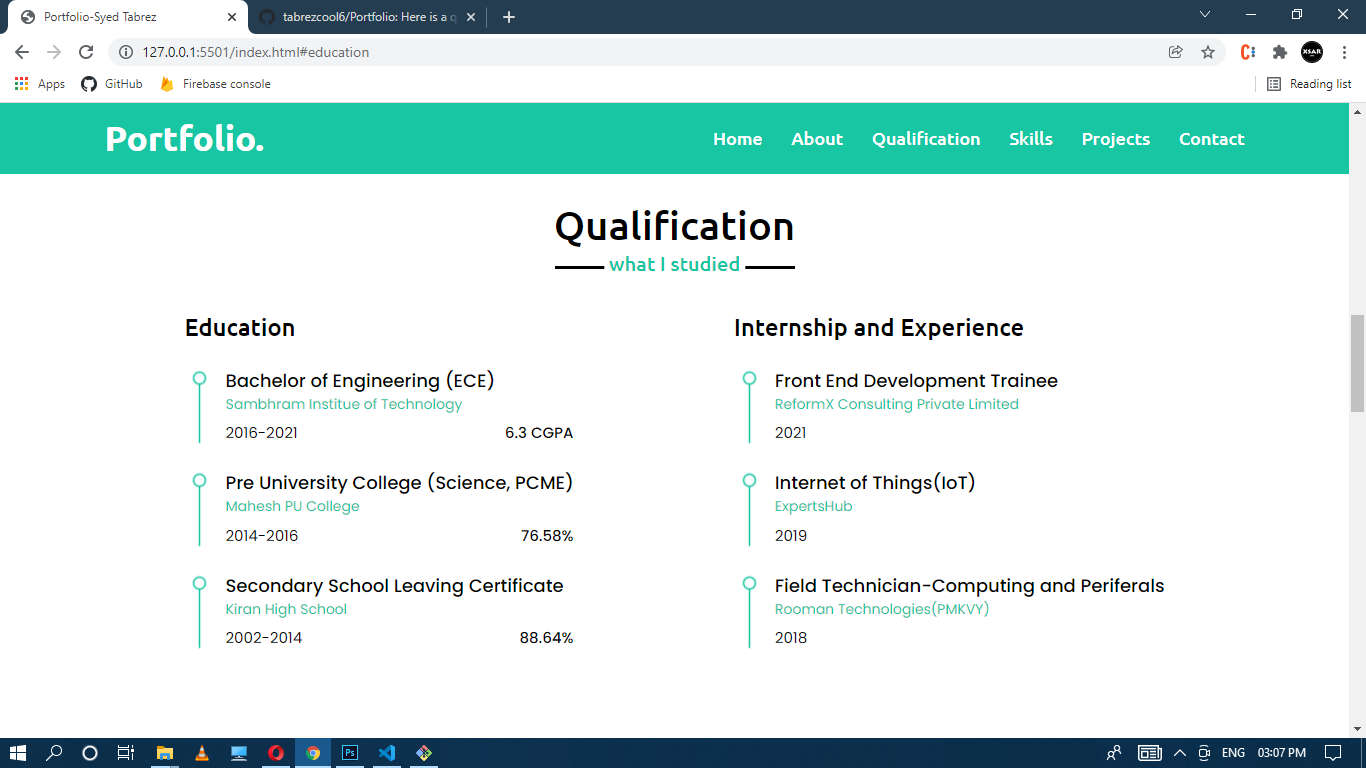 Portfolio-Syed Tabrez
tabrezcool6/Portfolio: Here is a q
127.0.0.1:5501/index.html#education
XSAR
Apps
GitHub
Firebase console
Reading list
Portfolio.
Home
About
Qualification
Skills
Projects
Contact
Qualification
what I studied
Education
Bachelor of Engineering (ECE)
Sambhram Institue of Technology
2016-2021 6.3 CGPA
Pre University College (Science, PCME)
Mahesh PU College
2014-2016 76.58%
Secondary School Leaving Certificate
Kiran High School
2002-2014 88.64%
Internship and Experience
Front End Development Trainee
ReformX Consulting Private Limited
2021
Internet of Things(IoT)
ExpertsHub
2019
Field Technician-Computing and Periferals
Rooman Technologies(PMKVY)
2018
Ps
ENG
03:07 PM